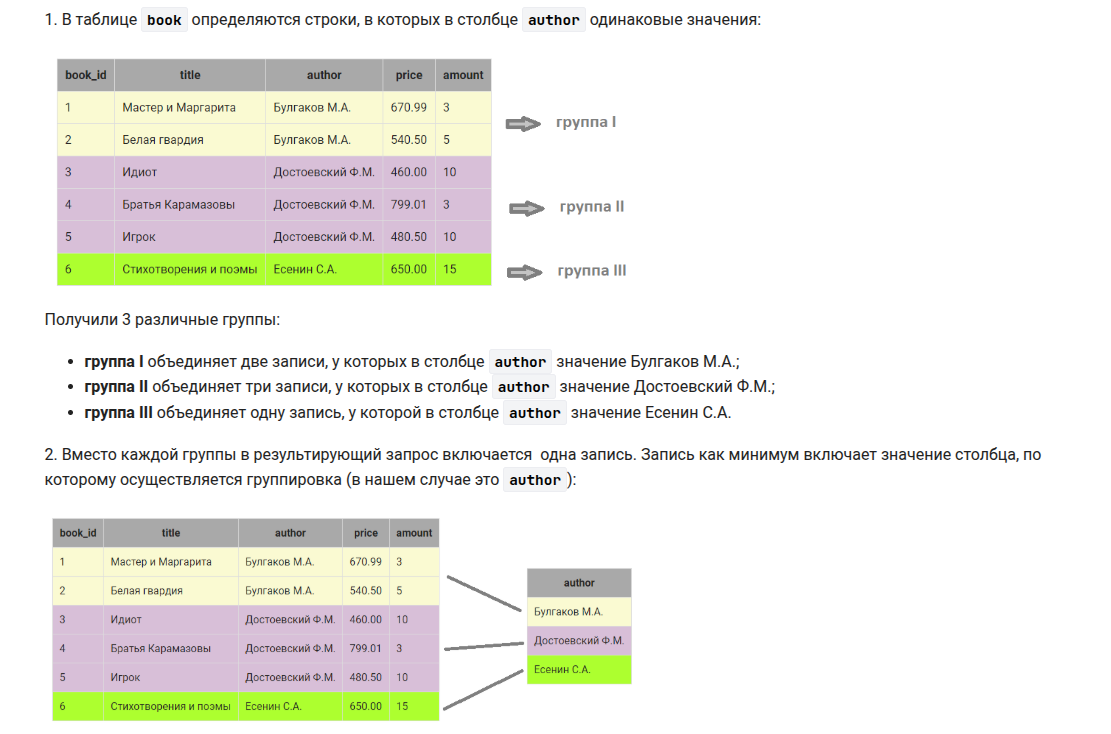 1. В таблице book определяются строки, в которых в столбце author одинаковые значения:
book_id title author price amount
1 Мастер и Маргарита Булгаков М.А. 670.99 3
группа I
2 Белая гвардия Булгаков М.А. 540.50 5
3 Идиот Достоевский Ф.М. 460.00 10
4 Братья Карамазовы Достоевский Ф.М. 799.01 3
группа II
5 Игрок Достоевский Ф.М. 480.50 10
6 Стихотворения и поэмы Есенин С.А. 650.00 15
группа III
Получили 3 различные группы:
• группа I объединяет две записи, у которых в столбце author значение Булгаков М.А.;
• группа II объединяет три записи, у которых в столбце author значение Достоевский Ф.М.;
• группа III объединяет одну запись, у которой в столбце author значение Есенин С.А.
2. Вместо каждой группы в результирующий запрос включается одна запись. Запись как минимум включает значение столбца, по
которому осуществляется группировка (в нашем случае это author):
book_id title author price amount
1 Мастер и Маргарита Булгаков М.А. 670.99 3
2 Белая гвардия Булгаков М.А. 540.50 5
3 Идиот Достоевский Ф.М. 460.00 10
4 Братья Карамазовы Достоевский Ф.М. 799.01 3
5 Игрок Достоевский Ф.М. 480.50 10
6 Стихотворения и поэмы Есенин С.А. 650.00 15
author
Булгаков М.А.
Достоевский Ф.М.
Есенин С.А.